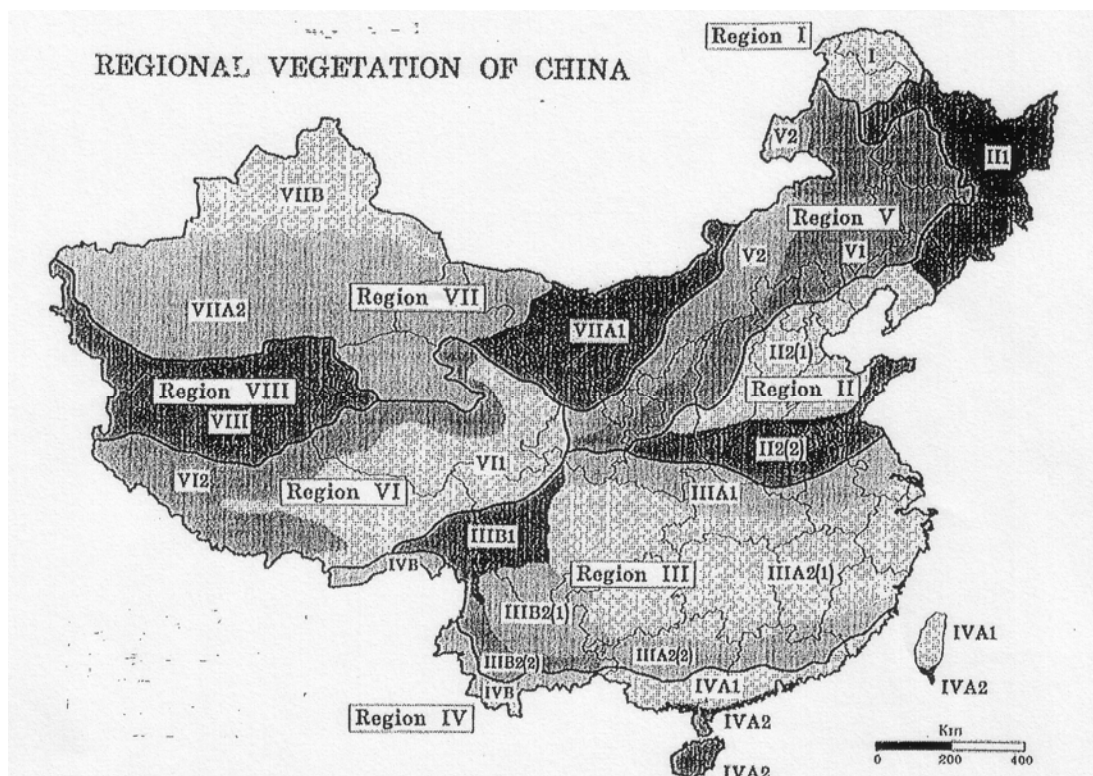 Region I
REGIONAL VEGETATION OF CHINA
I
V2
II1
VIIB
Region V
V2
V1
Region VII
VIIA2
VIIA1
II2(1)
Region II
Region VIII
VIII
II2(2)
VI1
VI2
Region VI
IIIA1
IIIB1
IVB
Region III
IIIA2(1)
IIIB2(1)
IVA1
IIIB2(2)
IIIA2(2)
IVB
IVA1
IVA2
Region IV
IVA2
Km
0 200 400
IVA2